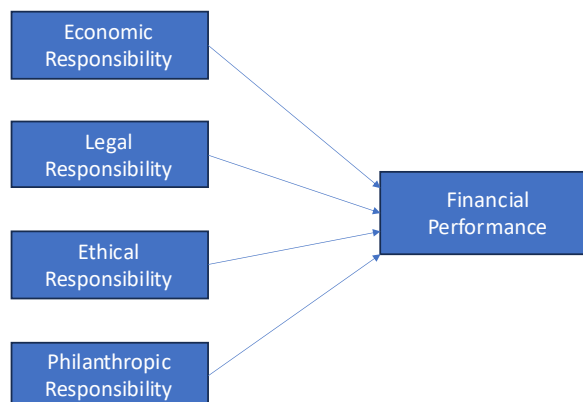 Economic
Responsibility
Legal
Responsibility
Ethical
Responsibility
Philanthropic
Responsibility
Financial
Performance